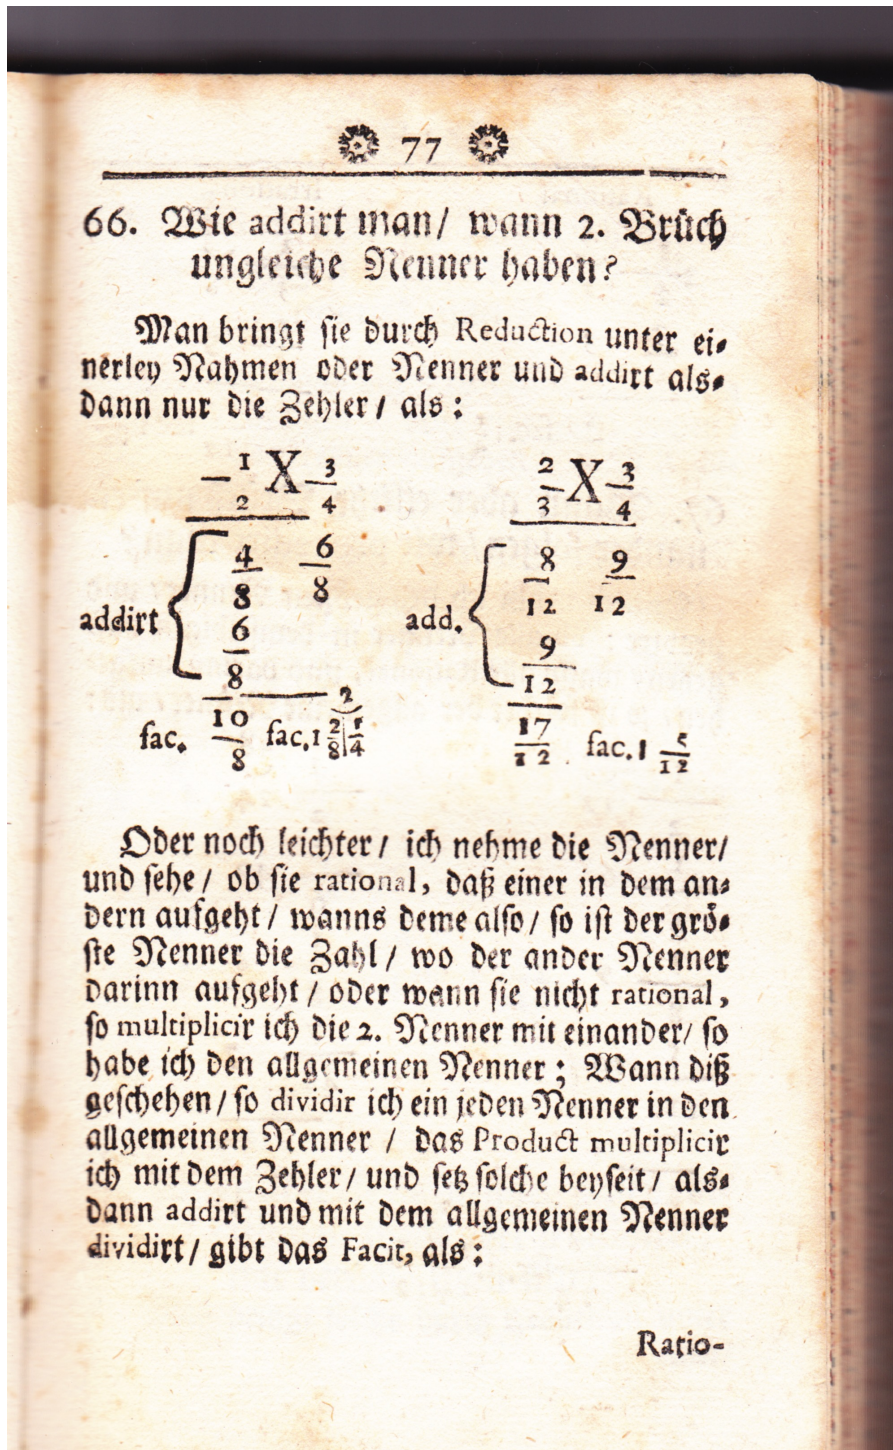 77
66. Wie addirt man/ wann 2. Brüch
ungleiche Nenner haben?
Man bringt sie durch Reduction unter ei⸗
nerley Nahmen oder Nenner und addirt als⸗
dann nur die Zehler/ als:
1/2 X 3/4   2/3 X 3/4
4/8   6/8   8/12   9/12
addirt   add.
6/8   9/12
fac. 10/8   fac. 1 2/8 | 1/4   2   17/12   fac. 1 5/12
Oder noch leichter/ ich nehme die Nenner/
und sehe/ ob sie rational, daß einer in dem an⸗
dern aufgeht/ wanns deme also/ so ist der grö⸗
ste Nenner die Zahl/ wo der ander Nenner
darinn aufgeht/ oder wann sie nicht rational,
so multiplicir ich die 2. Nenner mit einander/ so
habe ich den allgemeinen Nenner; Wann diß
geschehen/ so dividir ich ein jeden Nenner in den
allgemeinen Nenner/ das Product multiplicir
ich mit dem Zehler/ und setz solche beyseit/ als⸗
dann addirt und mit dem allgemeinen Nenner
dividirt/ gibt das Facit, als:
Ratio-